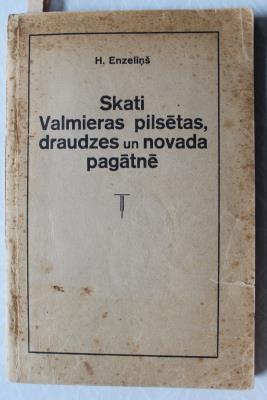 H. Enzeliņš
Skati
Valmieras pilsētas,
draudzes un novada
pagātnē